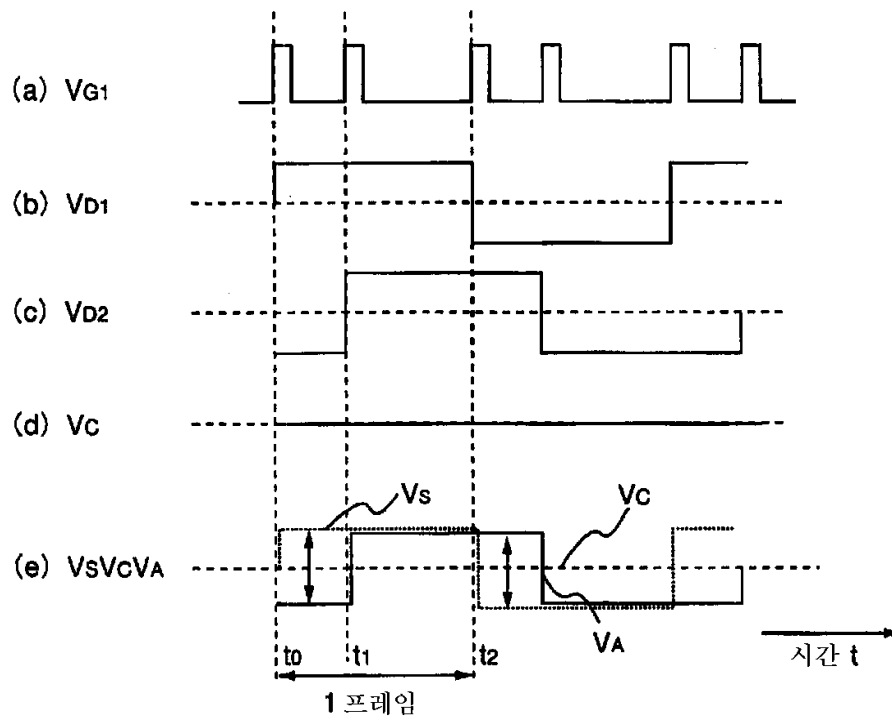 (a) VG1
(b) VD1
(c) VD2
(d) VC
VS
VC
(e) VSVCVA
VA
t0 t1 t2
시간 t
1 프레임